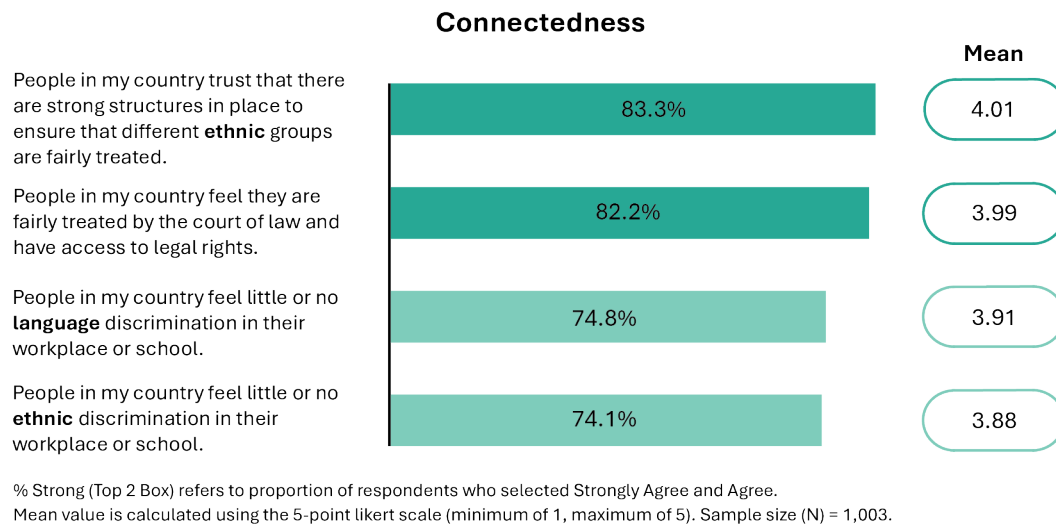 Connectedness
Mean
People in my country trust that there
are strong structures in place to
ensure that different ethnic groups
are fairly treated.
83.3%
4.01
People in my country feel they are
fairly treated by the court of law and
have access to legal rights.
82.2%
3.99
People in my country feel little or no
language discrimination in their
workplace or school.
74.8%
3.91
People in my country feel little or no
ethnic discrimination in their
workplace or school.
74.1%
3.88
% Strong (Top 2 Box) refers to proportion of respondents who selected Strongly Agree and Agree.
Mean value is calculated using the 5-point likert scale (minimum of 1, maximum of 5). Sample size (N) = 1,003.